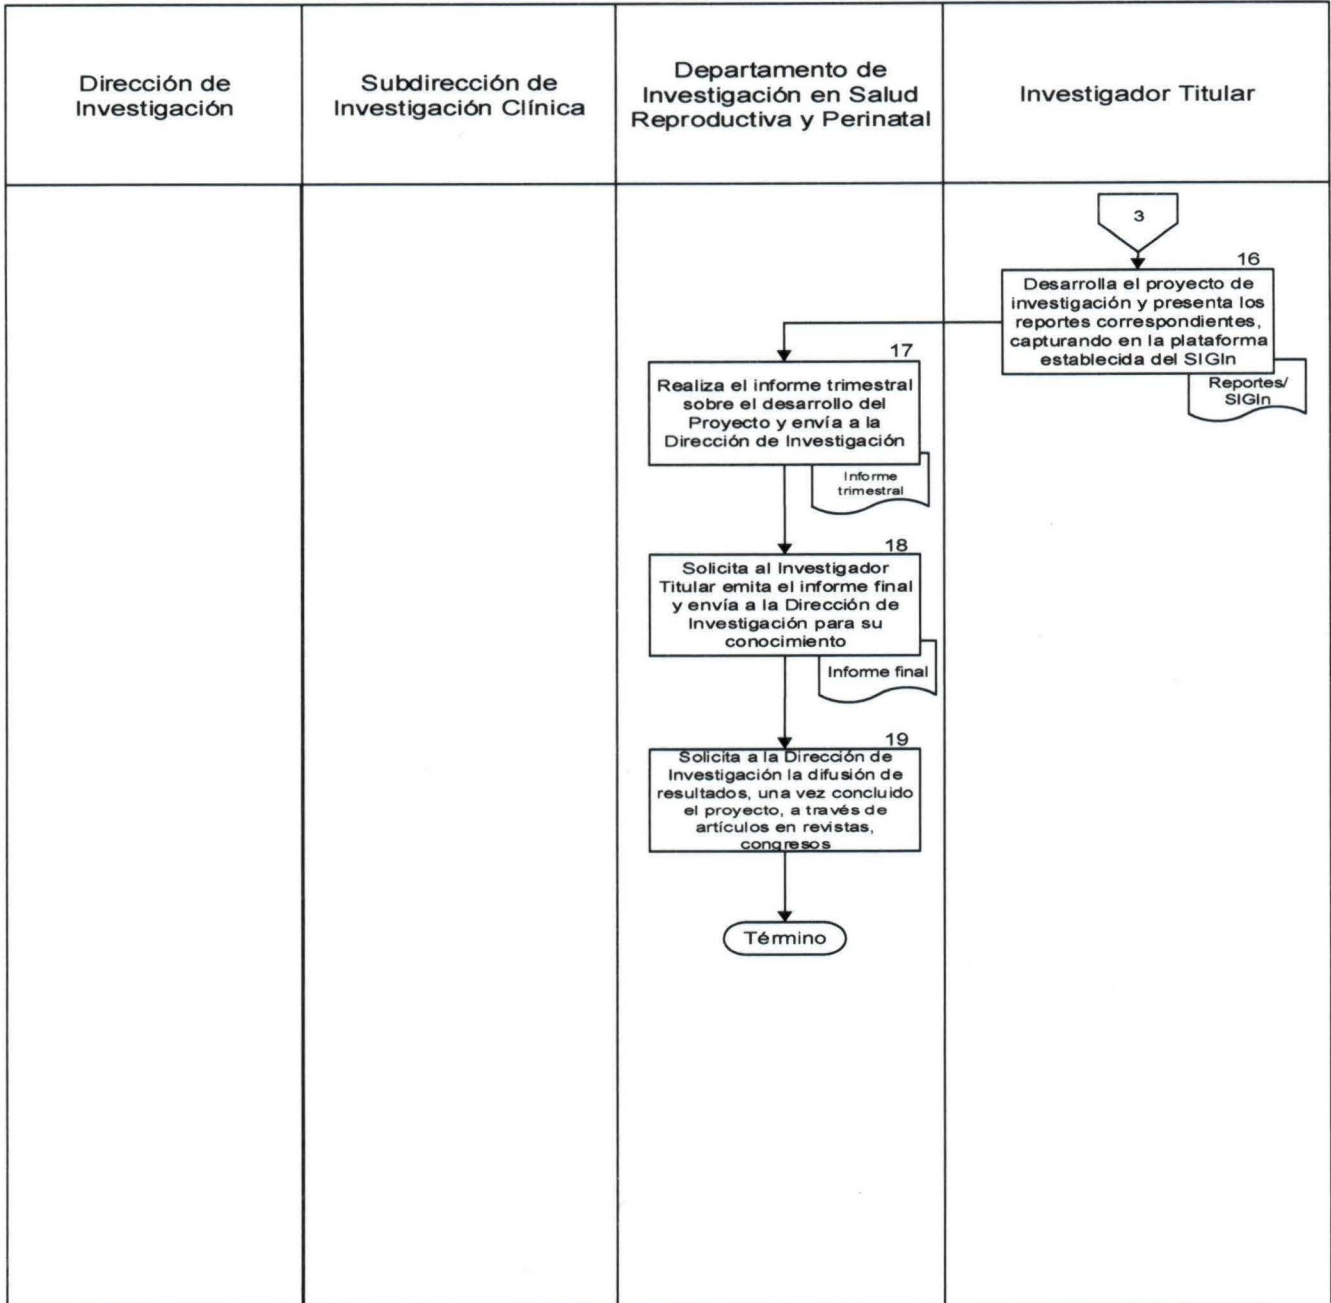 Dirección de
Investigación
Subdirección de
Investigación Clínica
Departamento de
Investigación en Salud
Reproductiva y Perinatal
Investigador Titular
3
16
Desarrolla el proyecto de
investigación y presenta los
reportes correspondientes,
capturando en la plataforma
establecida del SIGIn
Reportes/
SIGIn
17
Realiza el informe trimestral
sobre el desarrollo del
Proyecto y envía a la
Dirección de Investigación
Informe
trimestral
18
Solicita al Investigador
Titular emita el informe final
y envía a la Dirección de
Investigación para su
conocimiento
Informe final
19
Solicita a la Dirección de
Investigación la difusión de
resultados, una vez concluido
el proyecto, a través de
artículos en revistas,
congresos
Término